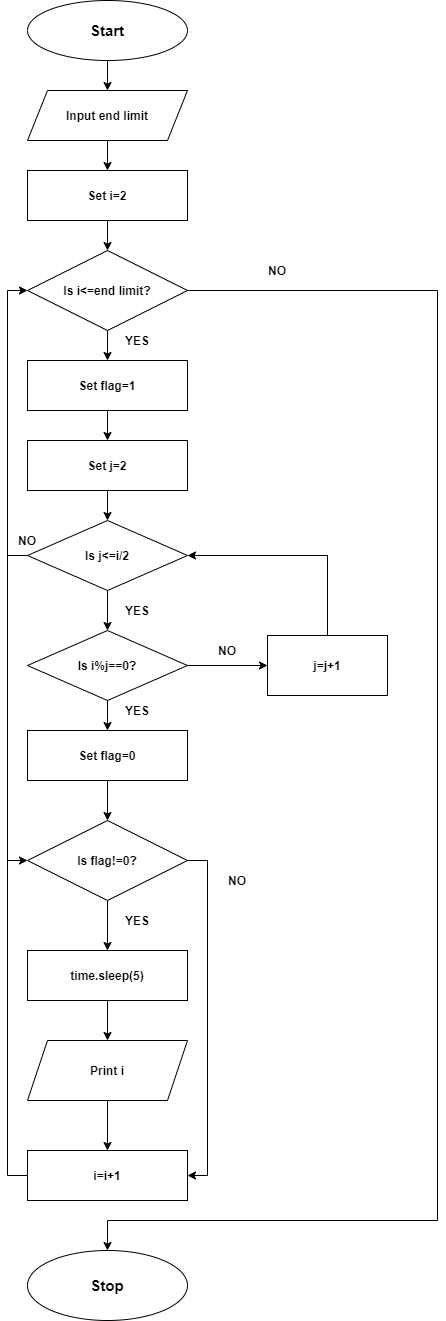 Start
Input end limit
Set i=2
Is i<=end limit?
NO
YES
Set flag=1
Set j=2
NO
Is j<=i/2
YES
Is i%j==0?
NO
j=j+1
YES
Set flag=0
Is flag!=0?
NO
YES
time.sleep(5)
Print i
i=i+1
Stop